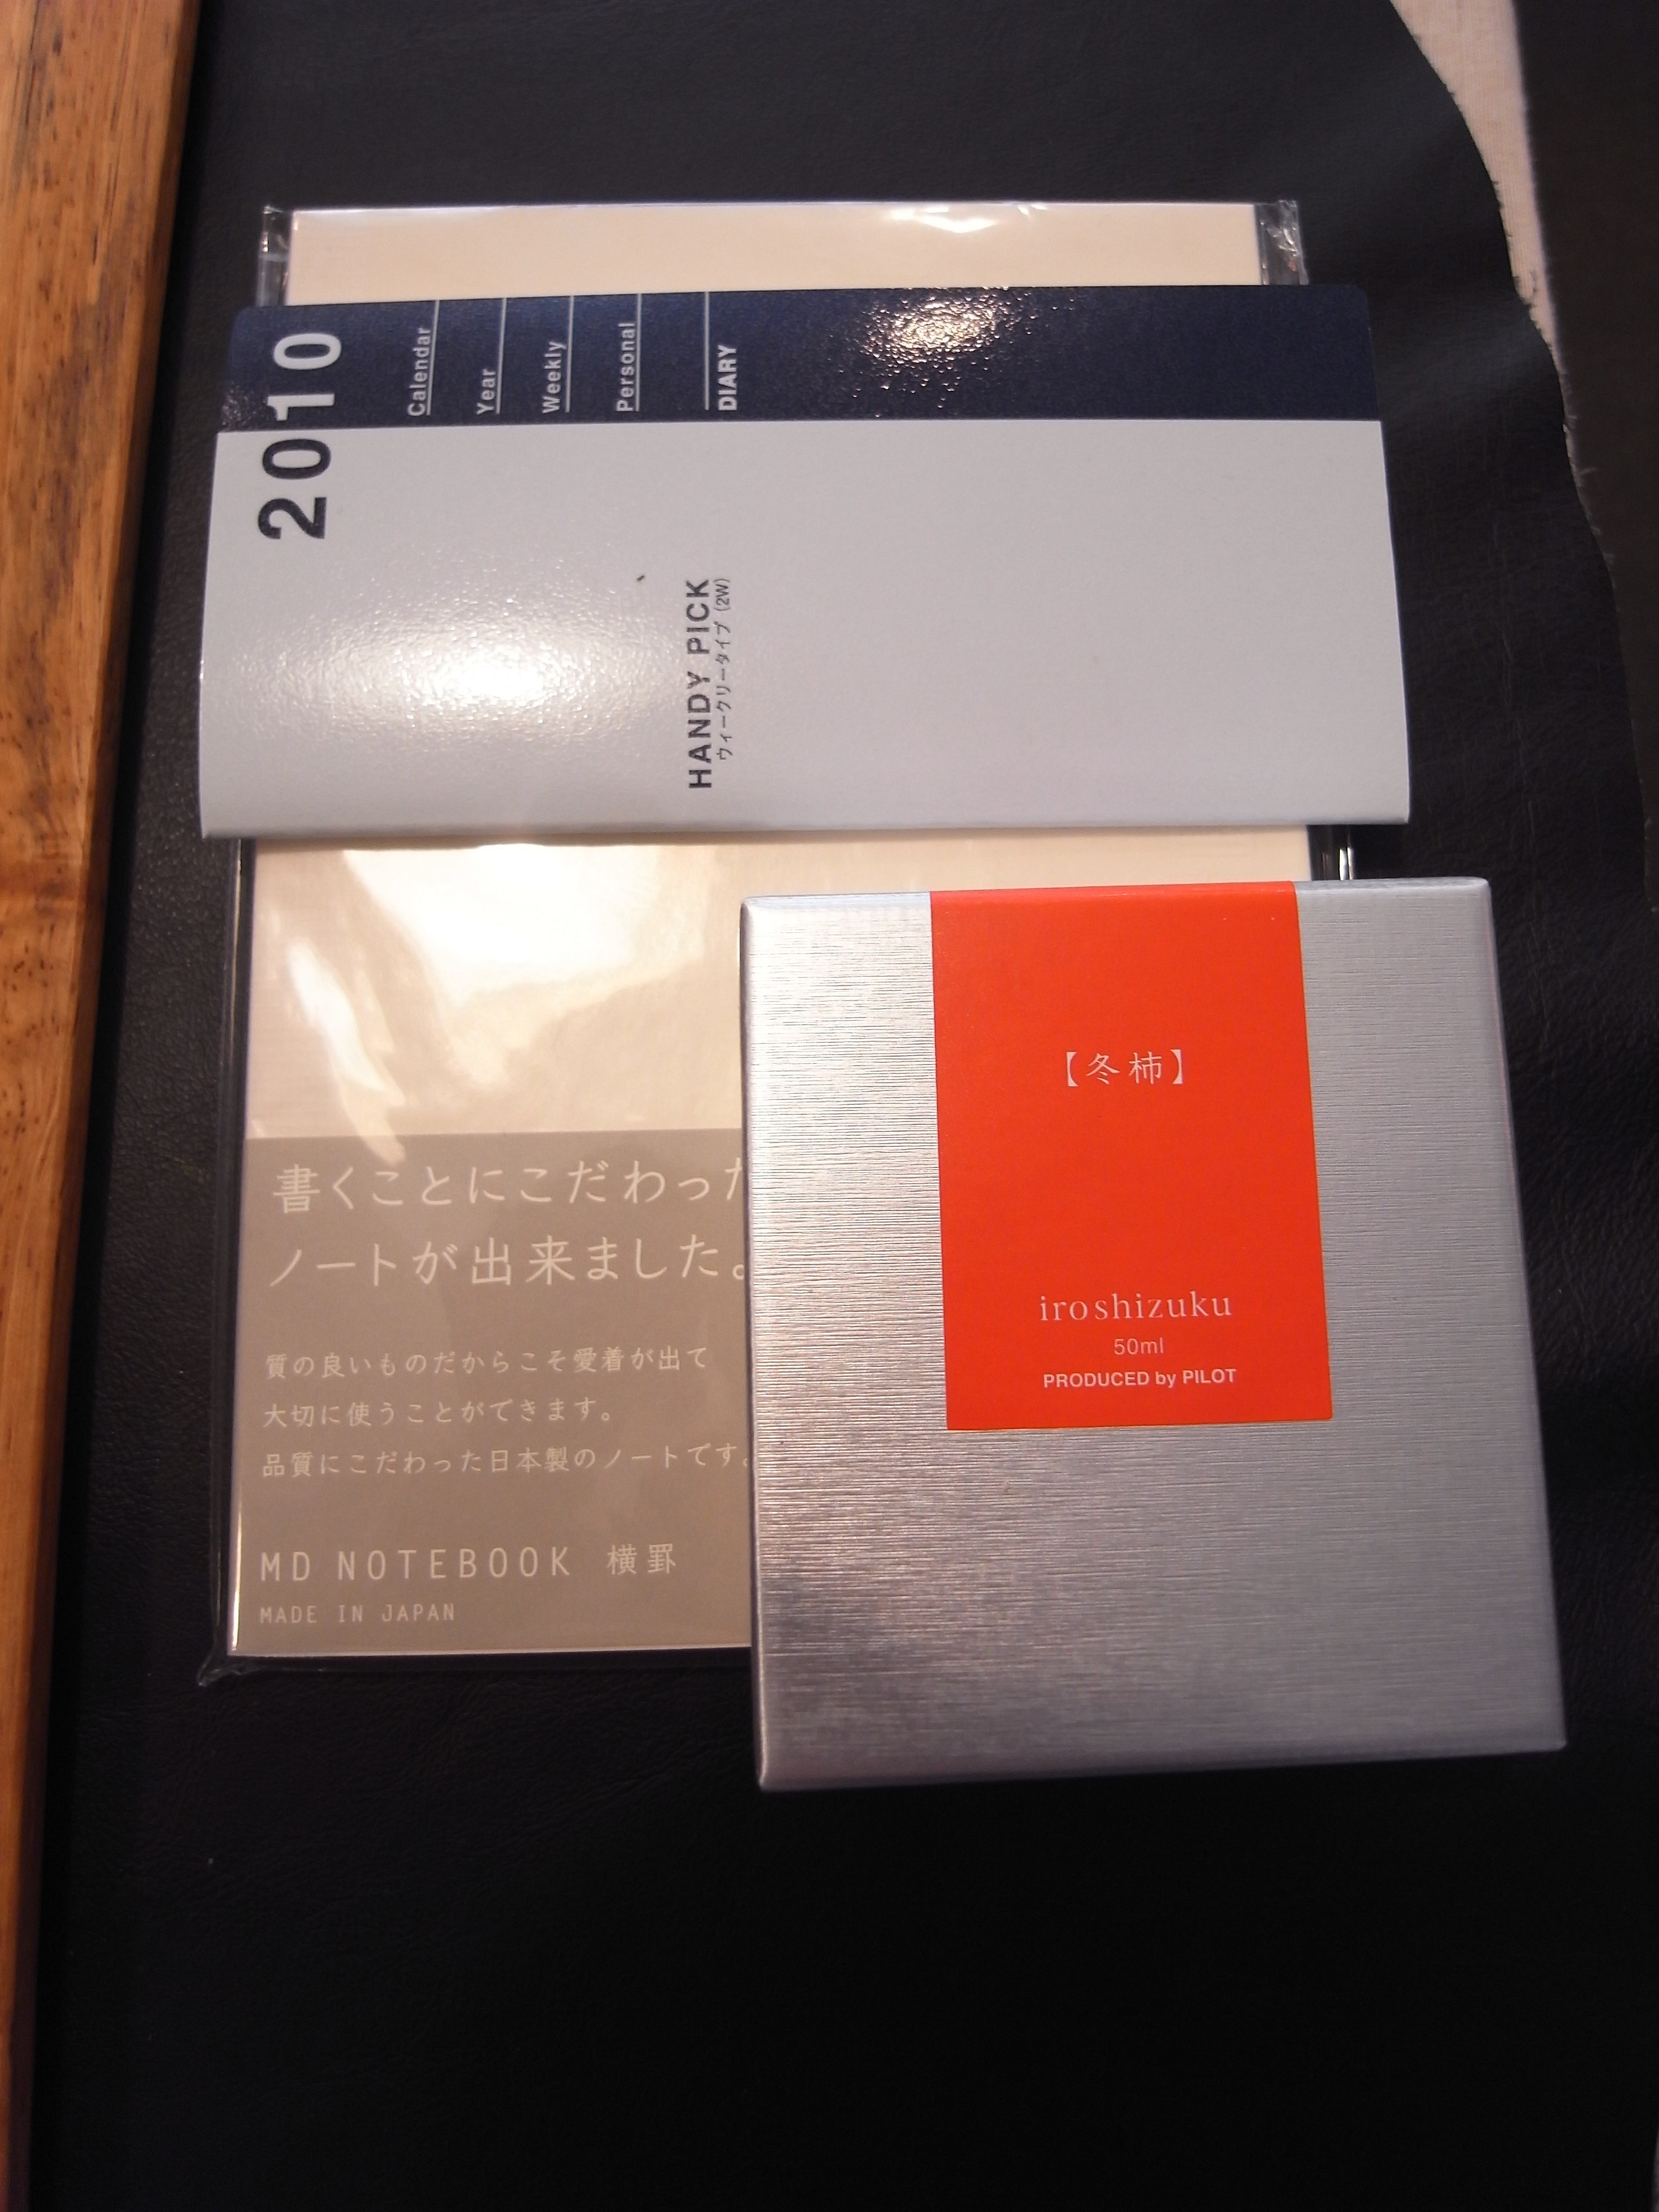 2010
Calendar
Year
Weekly
Personal
DIARY
HANDY PICK
ウィークリータイプ (2W)
【冬柿】
iroshizuku
50ml
PRODUCED by PILOT
書くことにこだわった
ノートが出来ました。
質の良いものだからこそ愛着が出て
大切に使うことができます。
品質にこだわった日本製のノートです。
MD NOTEBOOK 横罫
MADE IN JAPAN